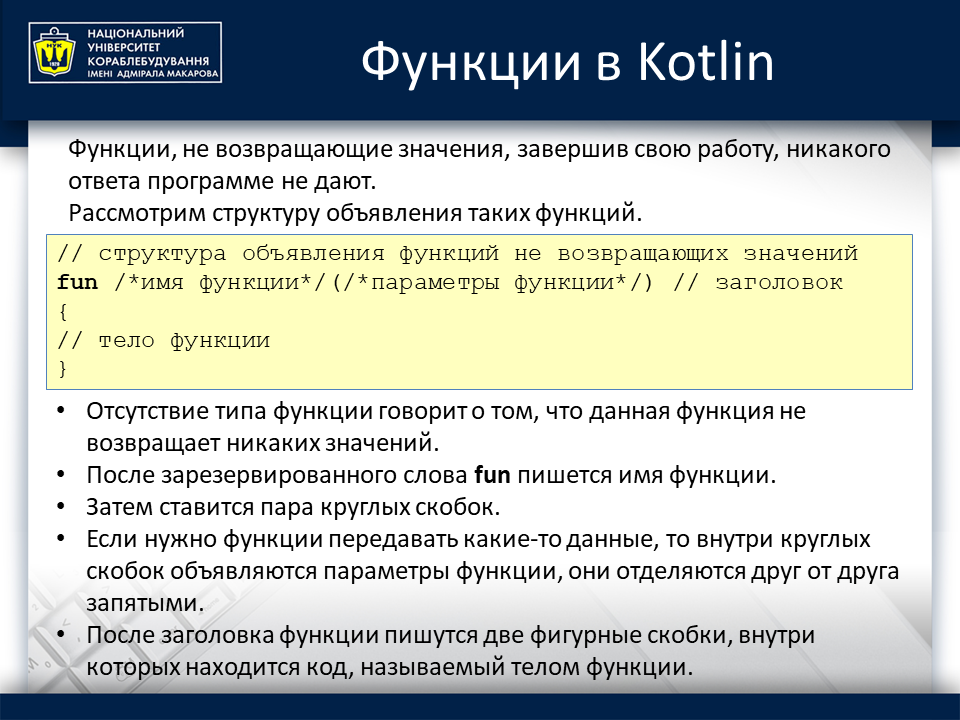 НАЦІОНАЛЬНИЙ
УНІВЕРСИТЕТ
КОРАБЛЕБУДУВАННЯ
ІМЕНІ АДМІРАЛА МАКАРОВА
НУК
1920
Функции в Kotlin
Функции, не возвращающие значения, завершив свою работу, никакого
ответа программе не дают.
Рассмотрим структуру объявления таких функций.
// структура объявления функций не возвращающих значений
fun /*имя функции*/(/*параметры функции*/) // заголовок
{
// тело функции
}
• Отсутствие типа функции говорит о том, что данная функция не
возвращает никаких значений.
• После зарезервированного слова fun пишется имя функции.
• Затем ставится пара круглых скобок.
• Если нужно функции передавать какие-то данные, то внутри круглых
скобок объявляются параметры функции, они отделяются друг от друга
запятыми.
• После заголовка функции пишутся две фигурные скобки, внутри
которых находится код, называемый телом функции.